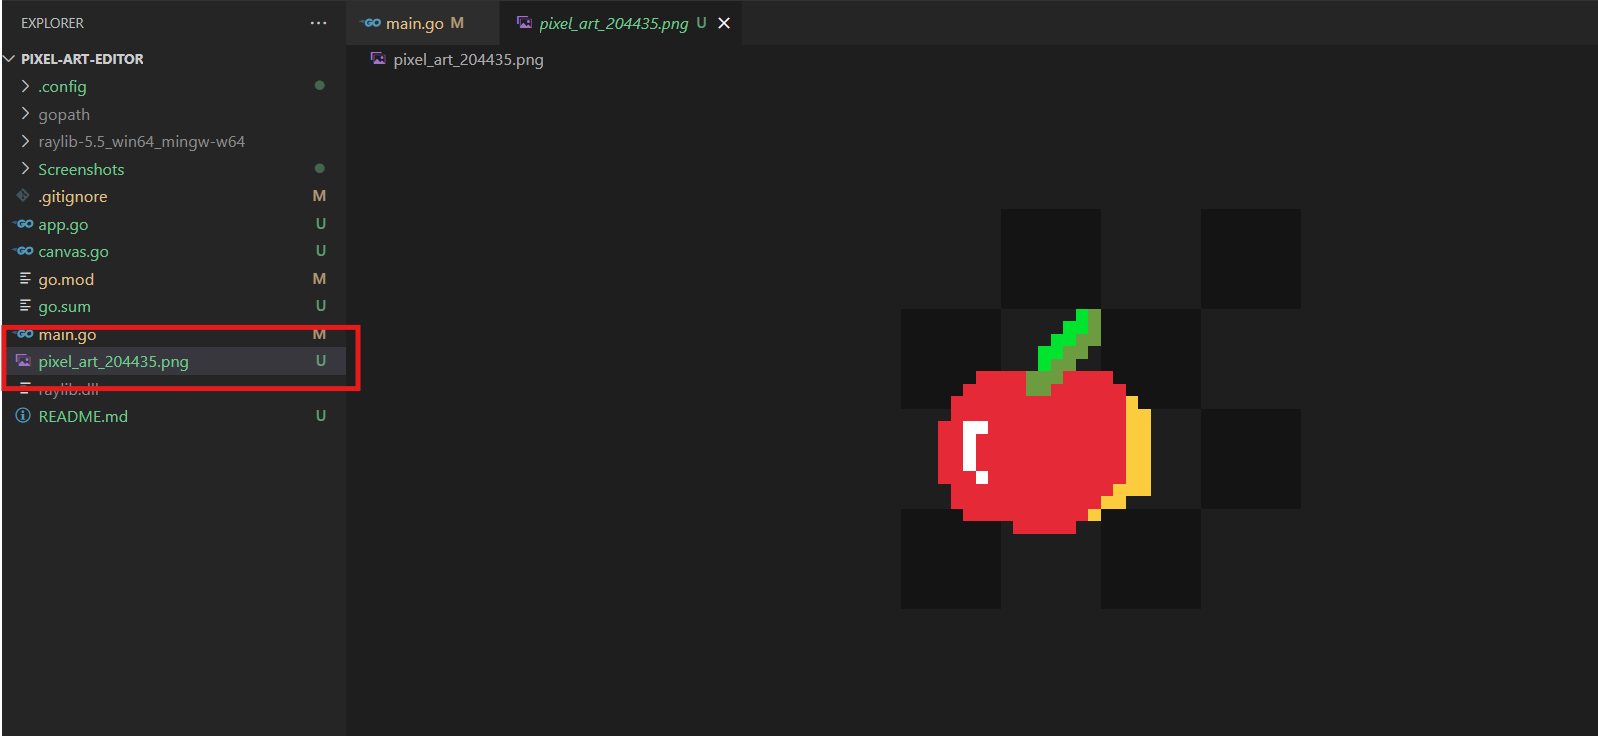 EXPLORER
PIXEL-ART-EDITOR
.config
gopath
raylib-5.5_win64_mingw-w64
Screenshots
.gitignore M
GO app.go U
GO canvas.go U
go.mod M
go.sum U
GO main.go M
pixel_art_204435.png U
raylib.dll
README.md U
GO main.go M
pixel_art_204435.png U
pixel_art_204435.png